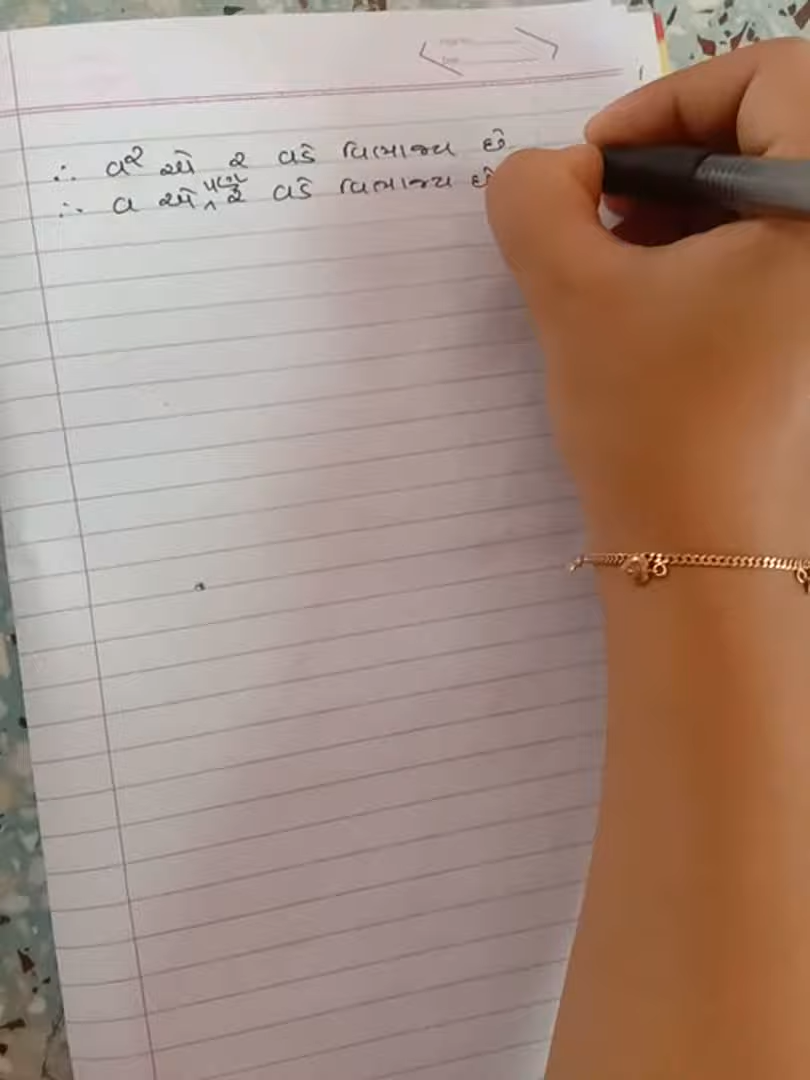 ∴ a² એ 2 વડે વિભાજ્ય છે.
∴ a એ પણ 2 વડે વિભાજ્ય છે